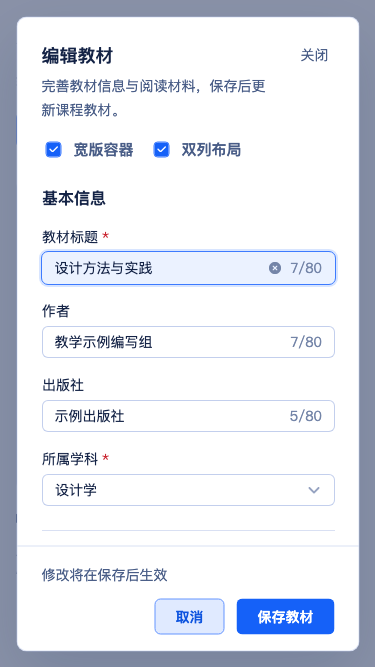 编辑教材
关闭
完善教材信息与阅读材料，保存后更
新课程教材。
宽版容器 双列布局
基本信息
教材标题 *
设计方法与实践 7/80
作者
教学示例编写组 7/80
出版社
示例出版社 5/80
所属学科 *
设计学
修改将在保存后生效
取消 保存教材